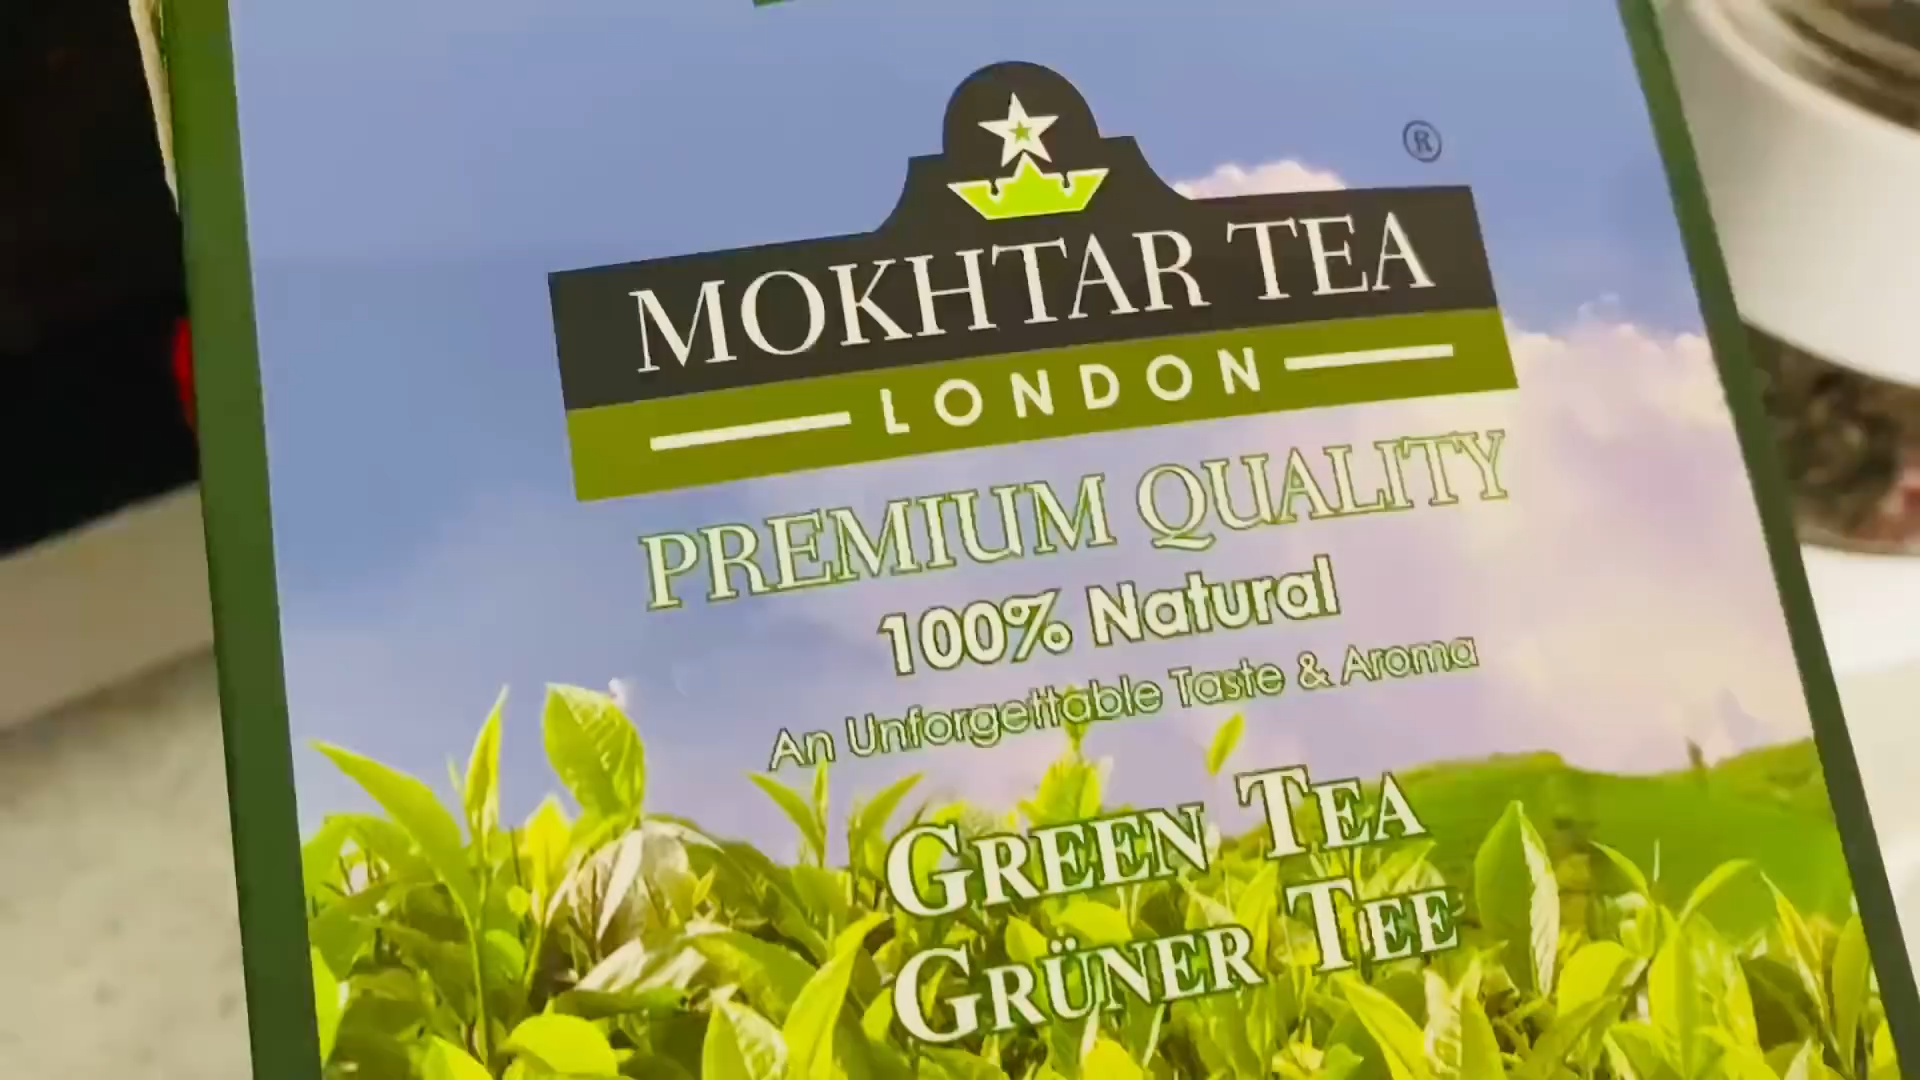 ®
MOKHTAR TEA
LONDON
PREMIUM QUALITY
100% Natural
An Unforgettable Taste & Aroma
GREEN TEA
GRÜNER TEE